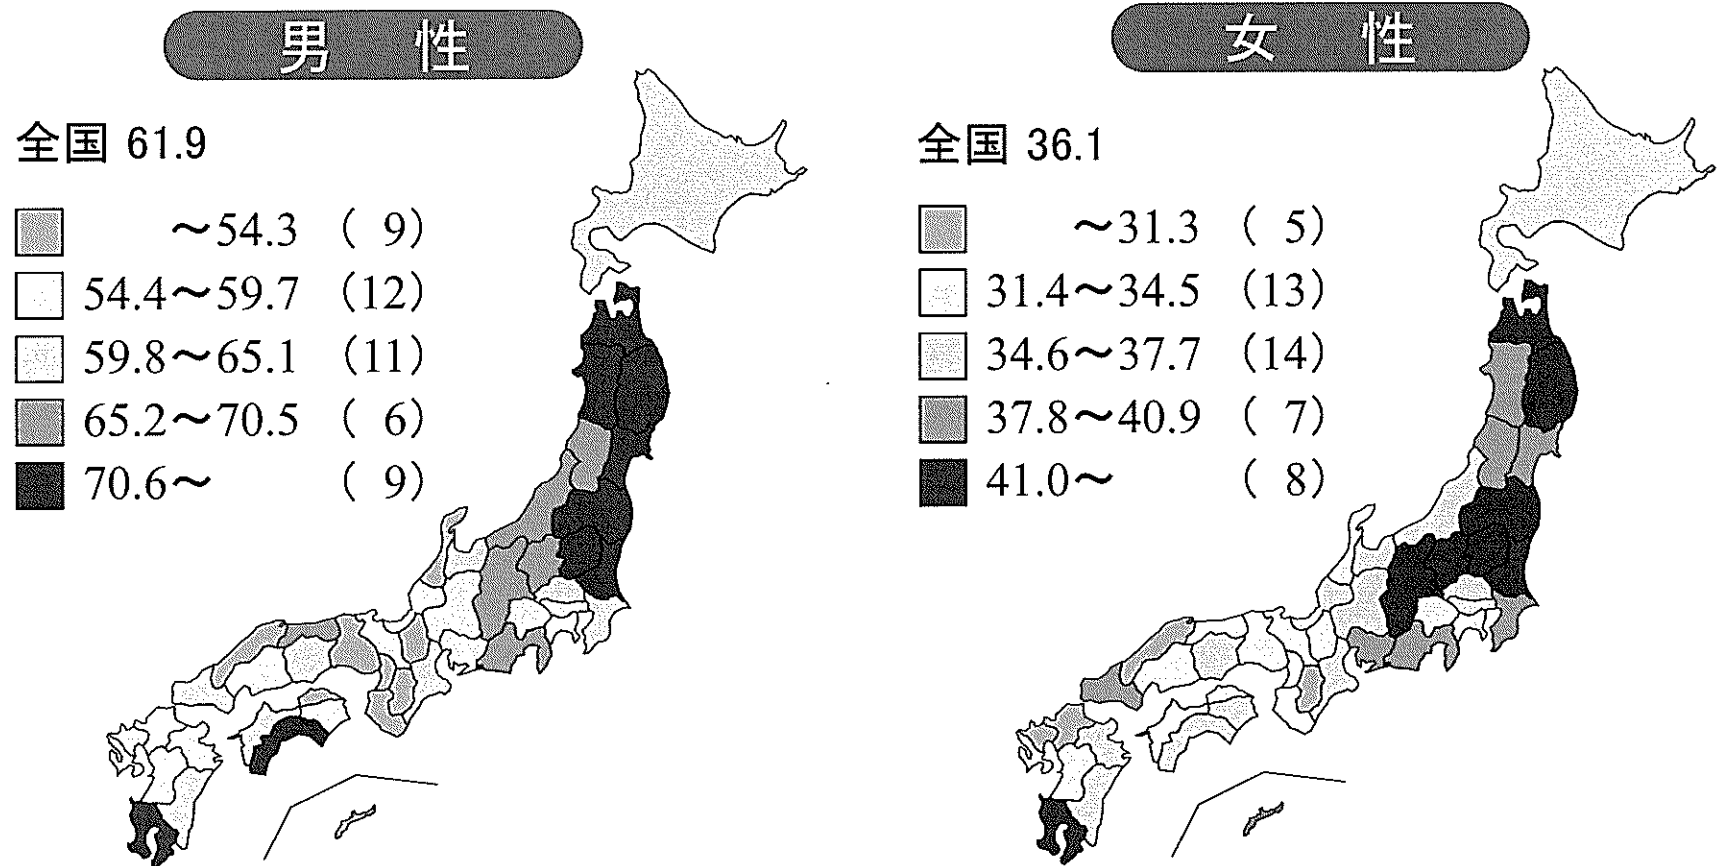 男 性
全国 61.9
～54.3 （ 9）
54.4～59.7 （12）
59.8～65.1 （11）
65.2～70.5 （ 6）
70.6～ （ 9）
女 性
全国 36.1
～31.3 （ 5）
31.4～34.5 （13）
34.6～37.7 （14）
37.8～40.9 （ 7）
41.0～ （ 8）